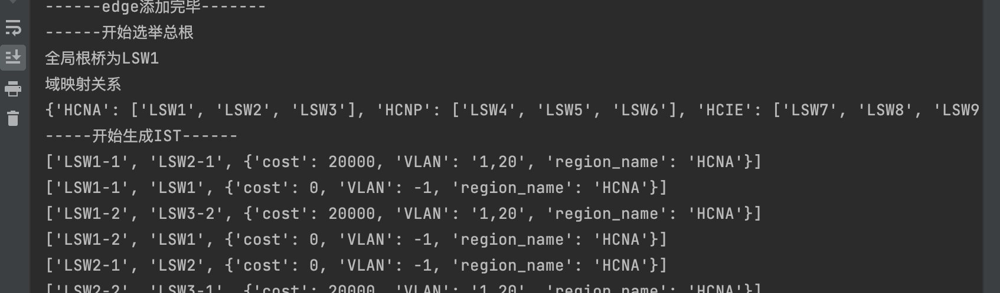 ------edge添加完毕-------
------开始选举总根
全局根桥为LSW1
域映射关系
{'HCNA': ['LSW1', 'LSW2', 'LSW3'], 'HCNP': ['LSW4', 'LSW5', 'LSW6'], 'HCIE': ['LSW7', 'LSW8', 'LSW9
-----开始生成IST------
['LSW1-1', 'LSW2-1', {'cost': 20000, 'VLAN': '1,20', 'region_name': 'HCNA'}]
['LSW1-1', 'LSW1', {'cost': 0, 'VLAN': -1, 'region_name': 'HCNA'}]
['LSW1-2', 'LSW3-2', {'cost': 20000, 'VLAN': '1,20', 'region_name': 'HCNA'}]
['LSW1-2', 'LSW1', {'cost': 0, 'VLAN': -1, 'region_name': 'HCNA'}]
['LSW2-1', 'LSW2', {'cost': 0, 'VLAN': -1, 'region_name': 'HCNA'}]
['LSW2-2', 'LSW3-1', {'cost': 20000, 'VLAN': '1,20', 'region_name': 'HCNA'}]